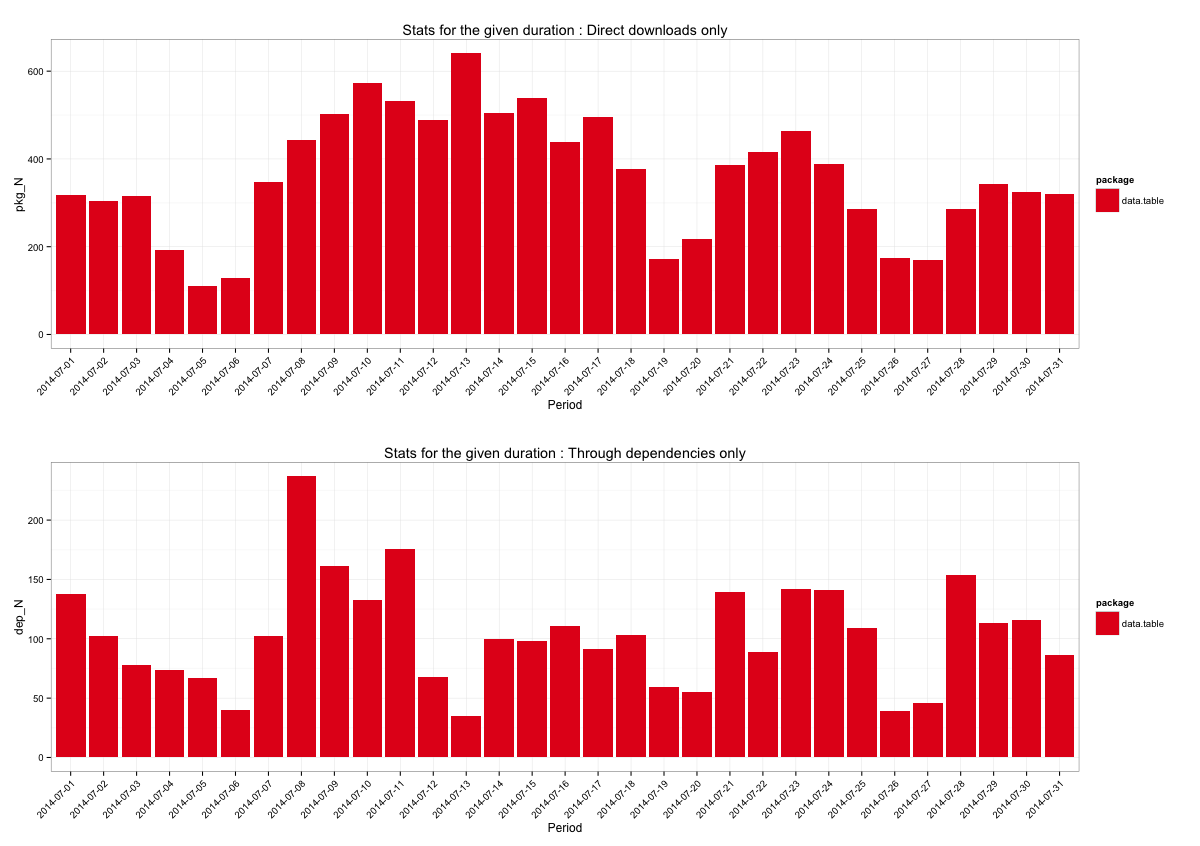 Stats for the given duration : Direct downloads only
pkg_N
600
400
200
0
2014-07-01 2014-07-02 2014-07-03 2014-07-04 2014-07-05 2014-07-06 2014-07-07 2014-07-08 2014-07-09 2014-07-10 2014-07-11 2014-07-12 2014-07-13 2014-07-14 2014-07-15 2014-07-16 2014-07-17 2014-07-18 2014-07-19 2014-07-20 2014-07-21 2014-07-22 2014-07-23 2014-07-24 2014-07-25 2014-07-26 2014-07-27 2014-07-28 2014-07-29 2014-07-30 2014-07-31
Period
package
data.table
Stats for the given duration : Through dependencies only
dep_N
200
150
100
50
0
2014-07-01 2014-07-02 2014-07-03 2014-07-04 2014-07-05 2014-07-06 2014-07-07 2014-07-08 2014-07-09 2014-07-10 2014-07-11 2014-07-12 2014-07-13 2014-07-14 2014-07-15 2014-07-16 2014-07-17 2014-07-18 2014-07-19 2014-07-20 2014-07-21 2014-07-22 2014-07-23 2014-07-24 2014-07-25 2014-07-26 2014-07-27 2014-07-28 2014-07-29 2014-07-30 2014-07-31
Period
package
data.table